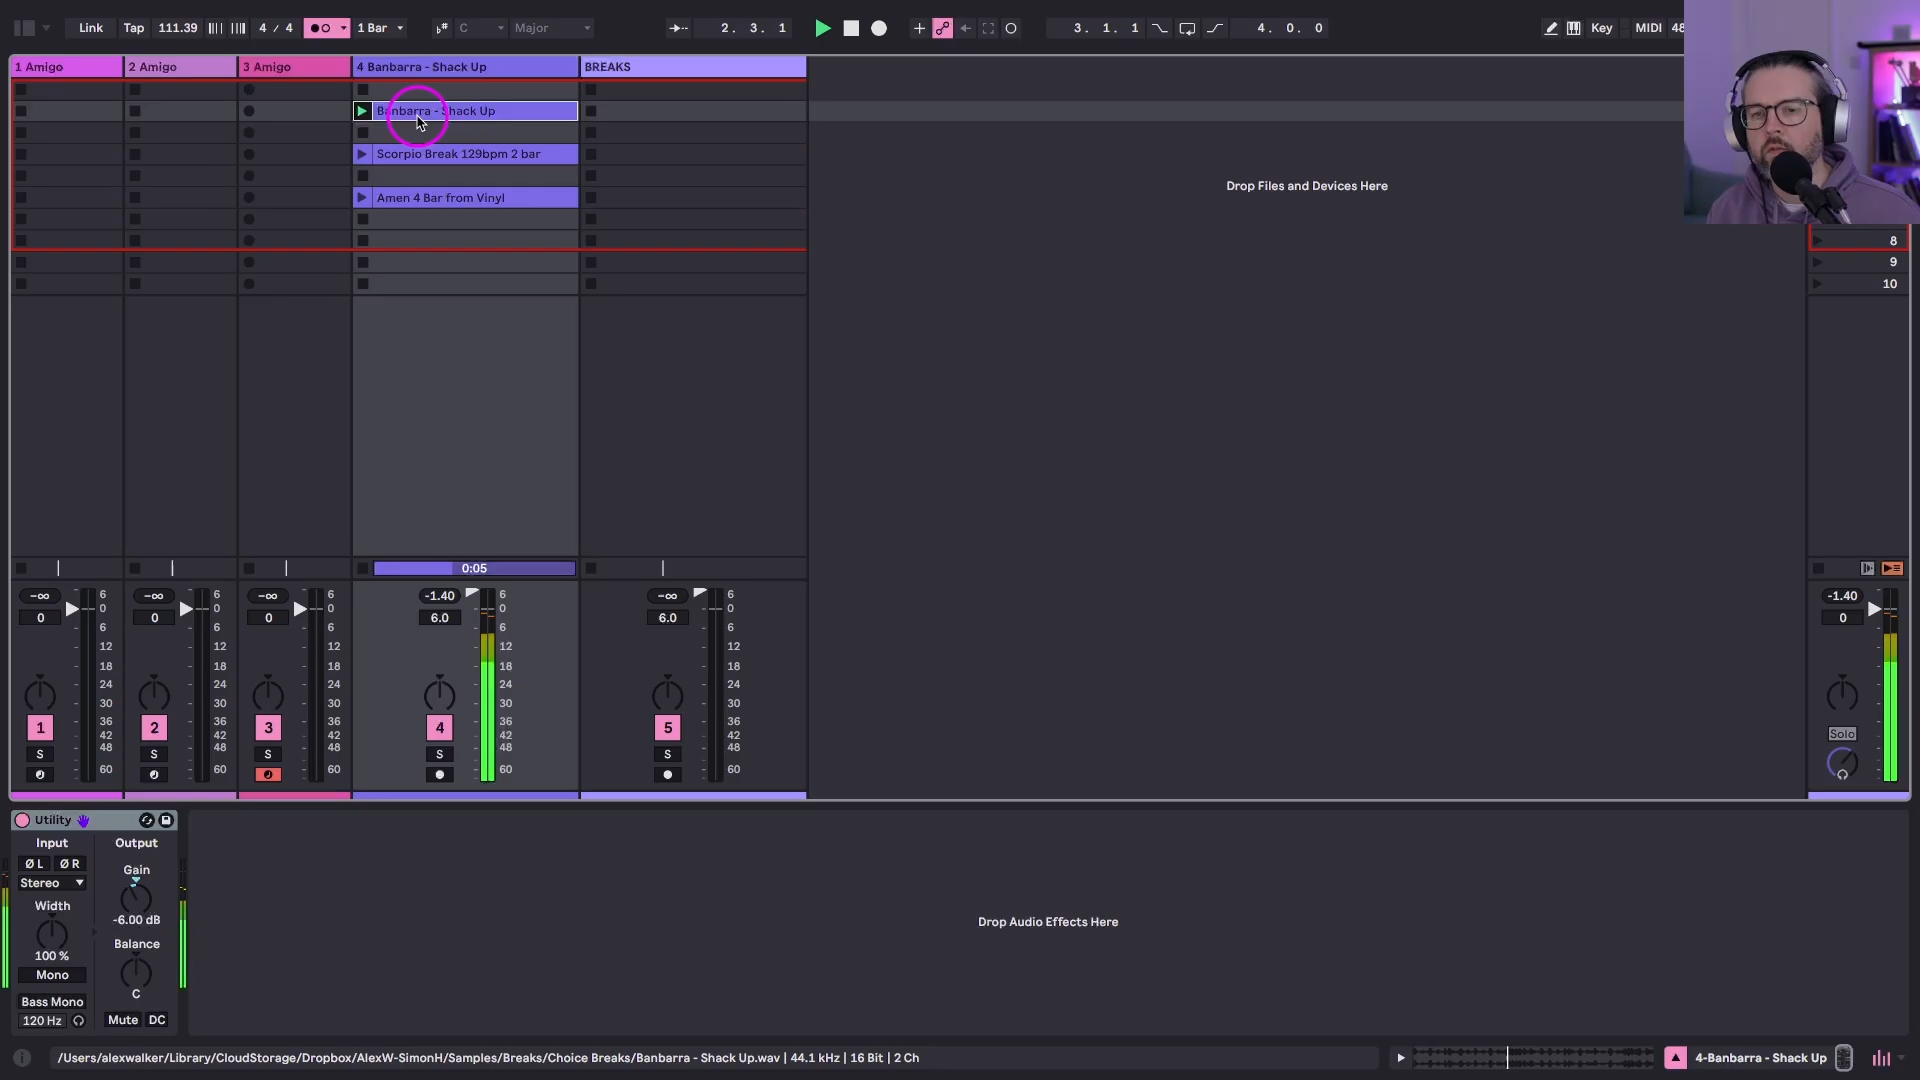 Link Tap 111.39 4 / 4 1 Bar C Major 2. 3. 1 3. 1. 1 4. 0. 0 Key MIDI 48
1 Amigo 2 Amigo 3 Amigo 4 Banbarra - Shack Up BREAKS
Banbarra - Shack Up
Scorpio Break 129bpm 2 bar
Drop Files and Devices Here
Amen 4 Bar from Vinyl
8
9
10
0:05
-∞ 6 -∞ 6 -∞ 6 -1.40 6 -∞ 6 -1.40
0 0 0 0 0
0 0 0 6.0 6.0 0
6 6 6 6 6
12 12 12 12 12
18 18 18 18 18
24 24 24 24 24
30 30 30 30 30
1 36 2 36 3 36 4 36 5 36
42 42 42 42 42 Solo
48 48 48 48 48
S S S S S
60 60 60 60 60
Utility
Input Output
Ø L Ø R
Gain
Stereo
Width
-6.00 dB
Drop Audio Effects Here
Balance
100 %
Mono
C
Bass Mono
120 Hz Mute DC
/Users/alexwalker/Library/CloudStorage/Dropbox/AlexW-SimonH/Samples/Breaks/Choice Breaks/Banbarra - Shack Up.wav | 44.1 kHz | 16 Bit | 2 Ch 4-Banbarra - Shack Up